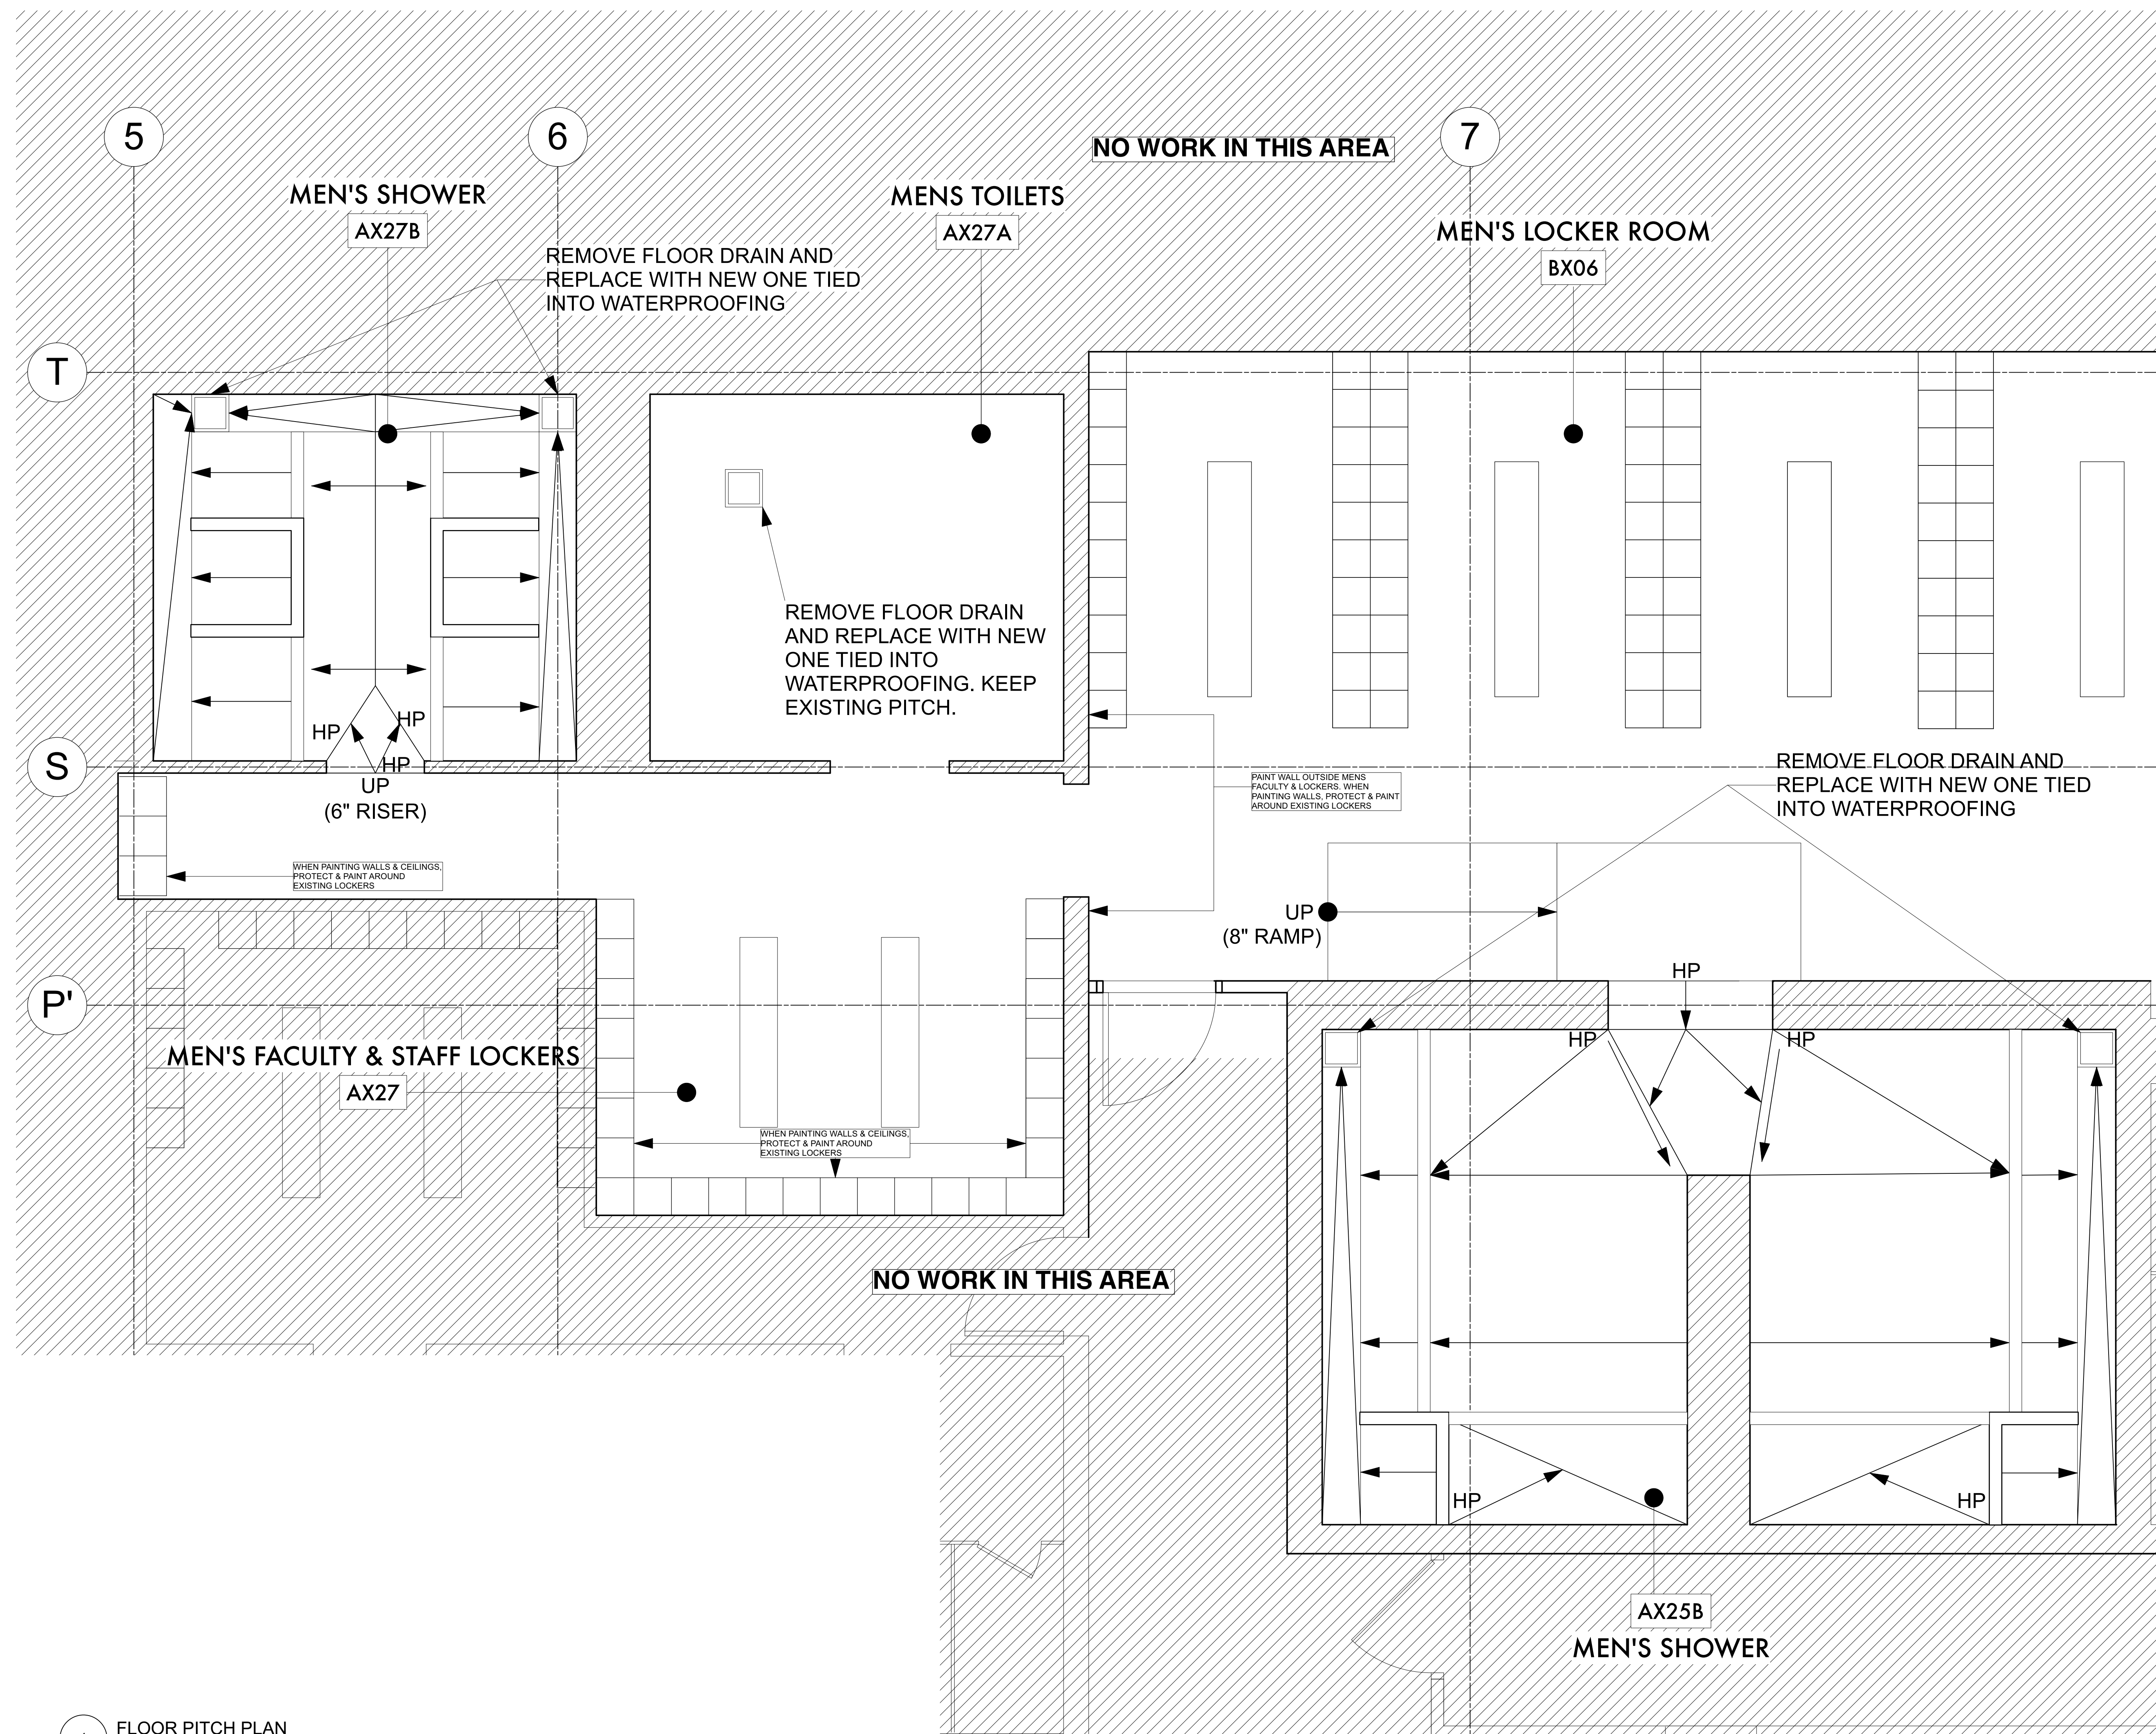 5
6
7
NO WORK IN THIS AREA
MEN'S SHOWER
AX27B
MENS TOILETS
AX27A
MEN'S LOCKER ROOM
BX06
REMOVE FLOOR DRAIN AND
REPLACE WITH NEW ONE TIED
INTO WATERPROOFING
T
REMOVE FLOOR DRAIN
AND REPLACE WITH NEW
ONE TIED INTO
WATERPROOFING. KEEP
EXISTING PITCH.
HP
HP
HP
S
UP
(6" RISER)
PAINT WALL OUTSIDE MENS
FACULTY & LOCKERS. WHEN
PAINTING WALLS, PROTECT & PAINT
AROUND EXISTING LOCKERS
REMOVE FLOOR DRAIN AND
REPLACE WITH NEW ONE TIED
INTO WATERPROOFING
WHEN PAINTING WALLS & CEILINGS,
PROTECT & PAINT AROUND
EXISTING LOCKERS
UP
(8" RAMP)
HP
P'
HP
HP
MEN'S FACULTY & STAFF LOCKERS
AX27
WHEN PAINTING WALLS & CEILINGS,
PROTECT & PAINT AROUND
EXISTING LOCKERS
NO WORK IN THIS AREA
HP
HP
AX25B
MEN'S SHOWER
FLOOR PITCH PLAN